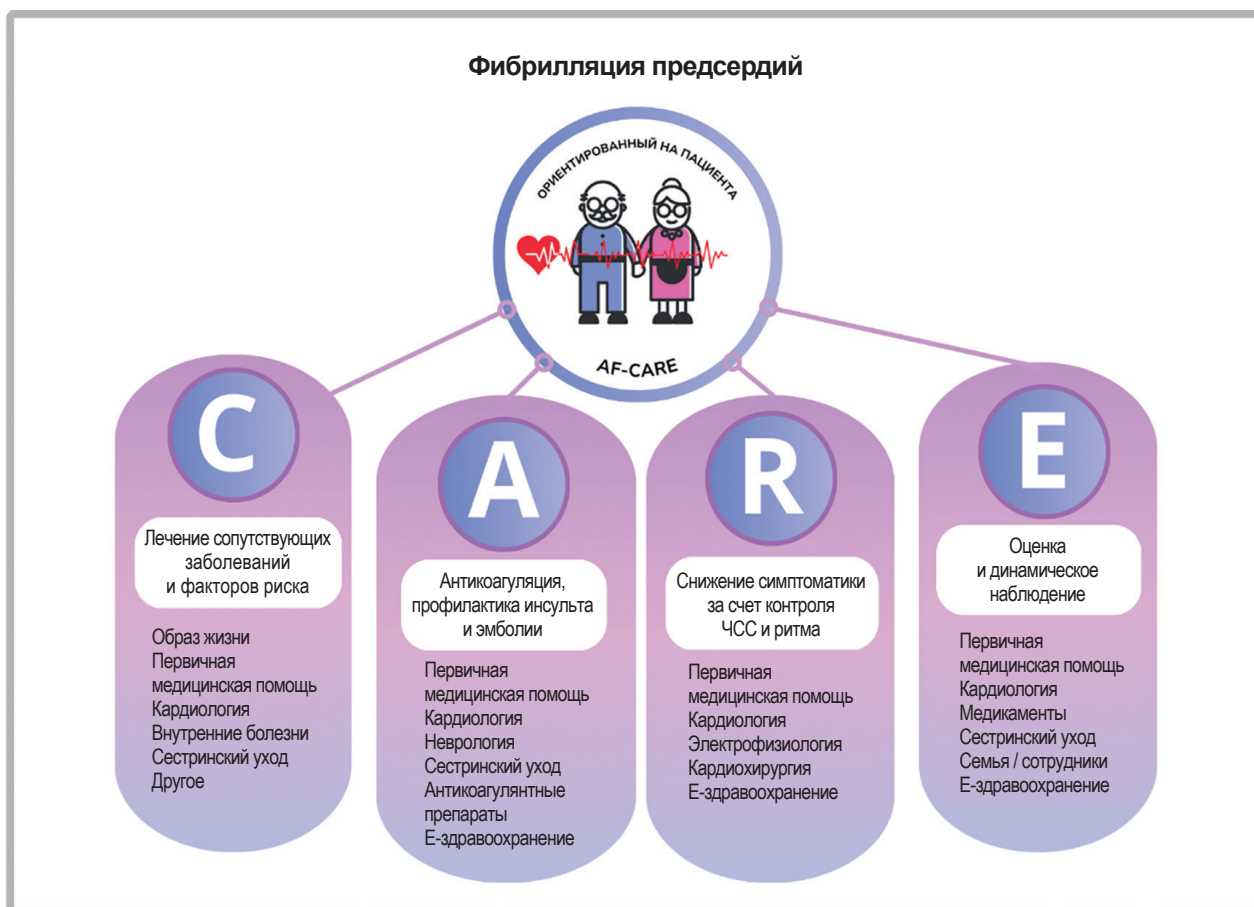 Фибрилляция предсердий
ОРИЕНТИРОВАННЫЙ НА ПАЦИЕНТА
AF-CARE
C
Лечение сопутствующих
заболеваний
и факторов риска
Образ жизни
Первичная
медицинская помощь
Кардиология
Внутренние болезни
Сестринский уход
Другое
A
Антикоагуляция,
профилактика инсульта
и эмболии
Первичная
медицинская помощь
Кардиология
Неврология
Сестринский уход
Антикоагулянтные
препараты
Е-здравоохранение
R
Снижение симптоматики
за счет контроля
ЧСС и ритма
Первичная
медицинская помощь
Кардиология
Электрофизиология
Кардиохирургия
Е-здравоохранение
E
Оценка
и динамическое
наблюдение
Первичная
медицинская помощь
Кардиология
Медикаменты
Сестринский уход
Семья / сотрудники
Е-здравоохранение